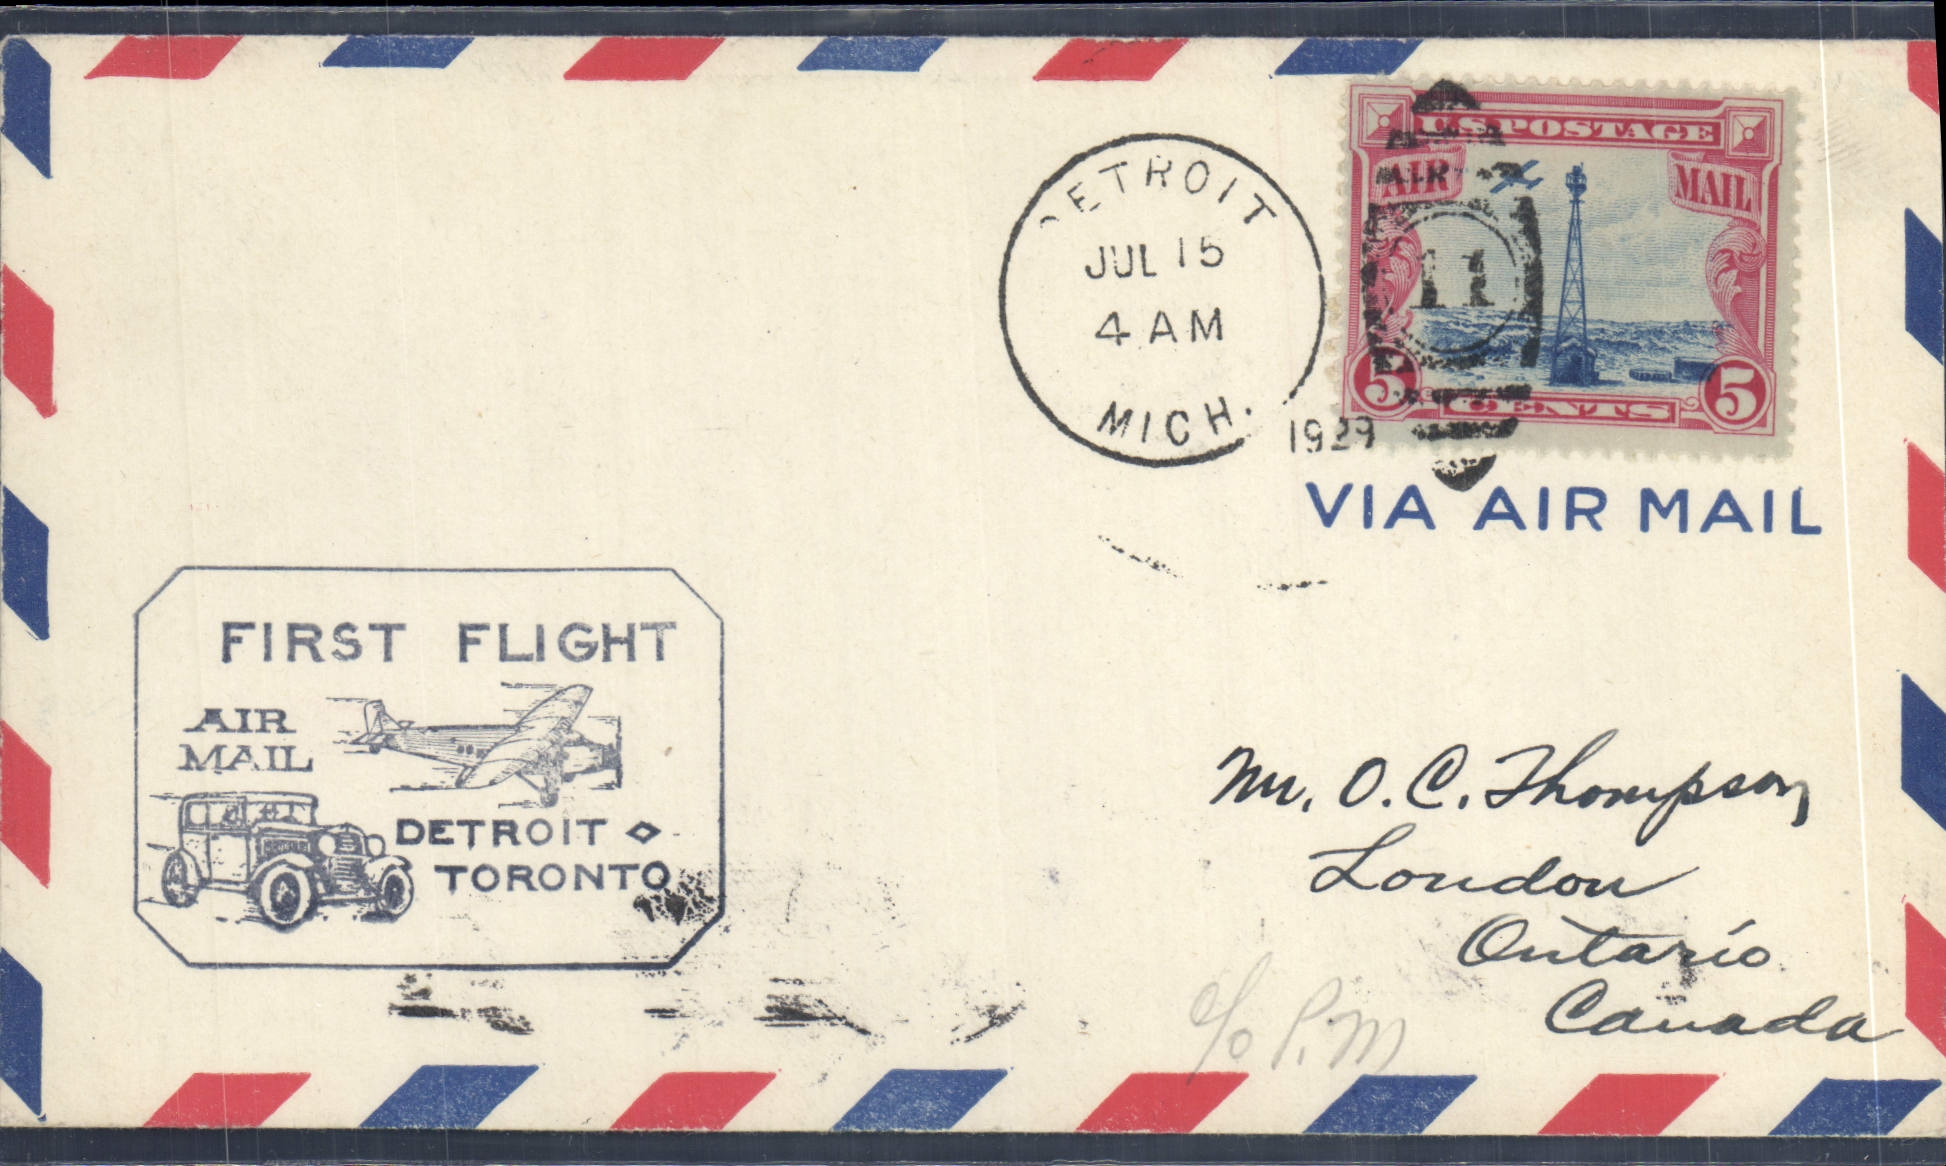 U.S. POSTAGE
AIR MAIL
11
5 CENTS 5
DETROIT
JUL 15
4 AM
MICH.
1929
VIA AIR MAIL
FIRST FLIGHT
AIR
MAIL
DETROIT ◇
TORONTO
Mr. O. C. Thompson
London
Ontario
Canada
c/o P.M